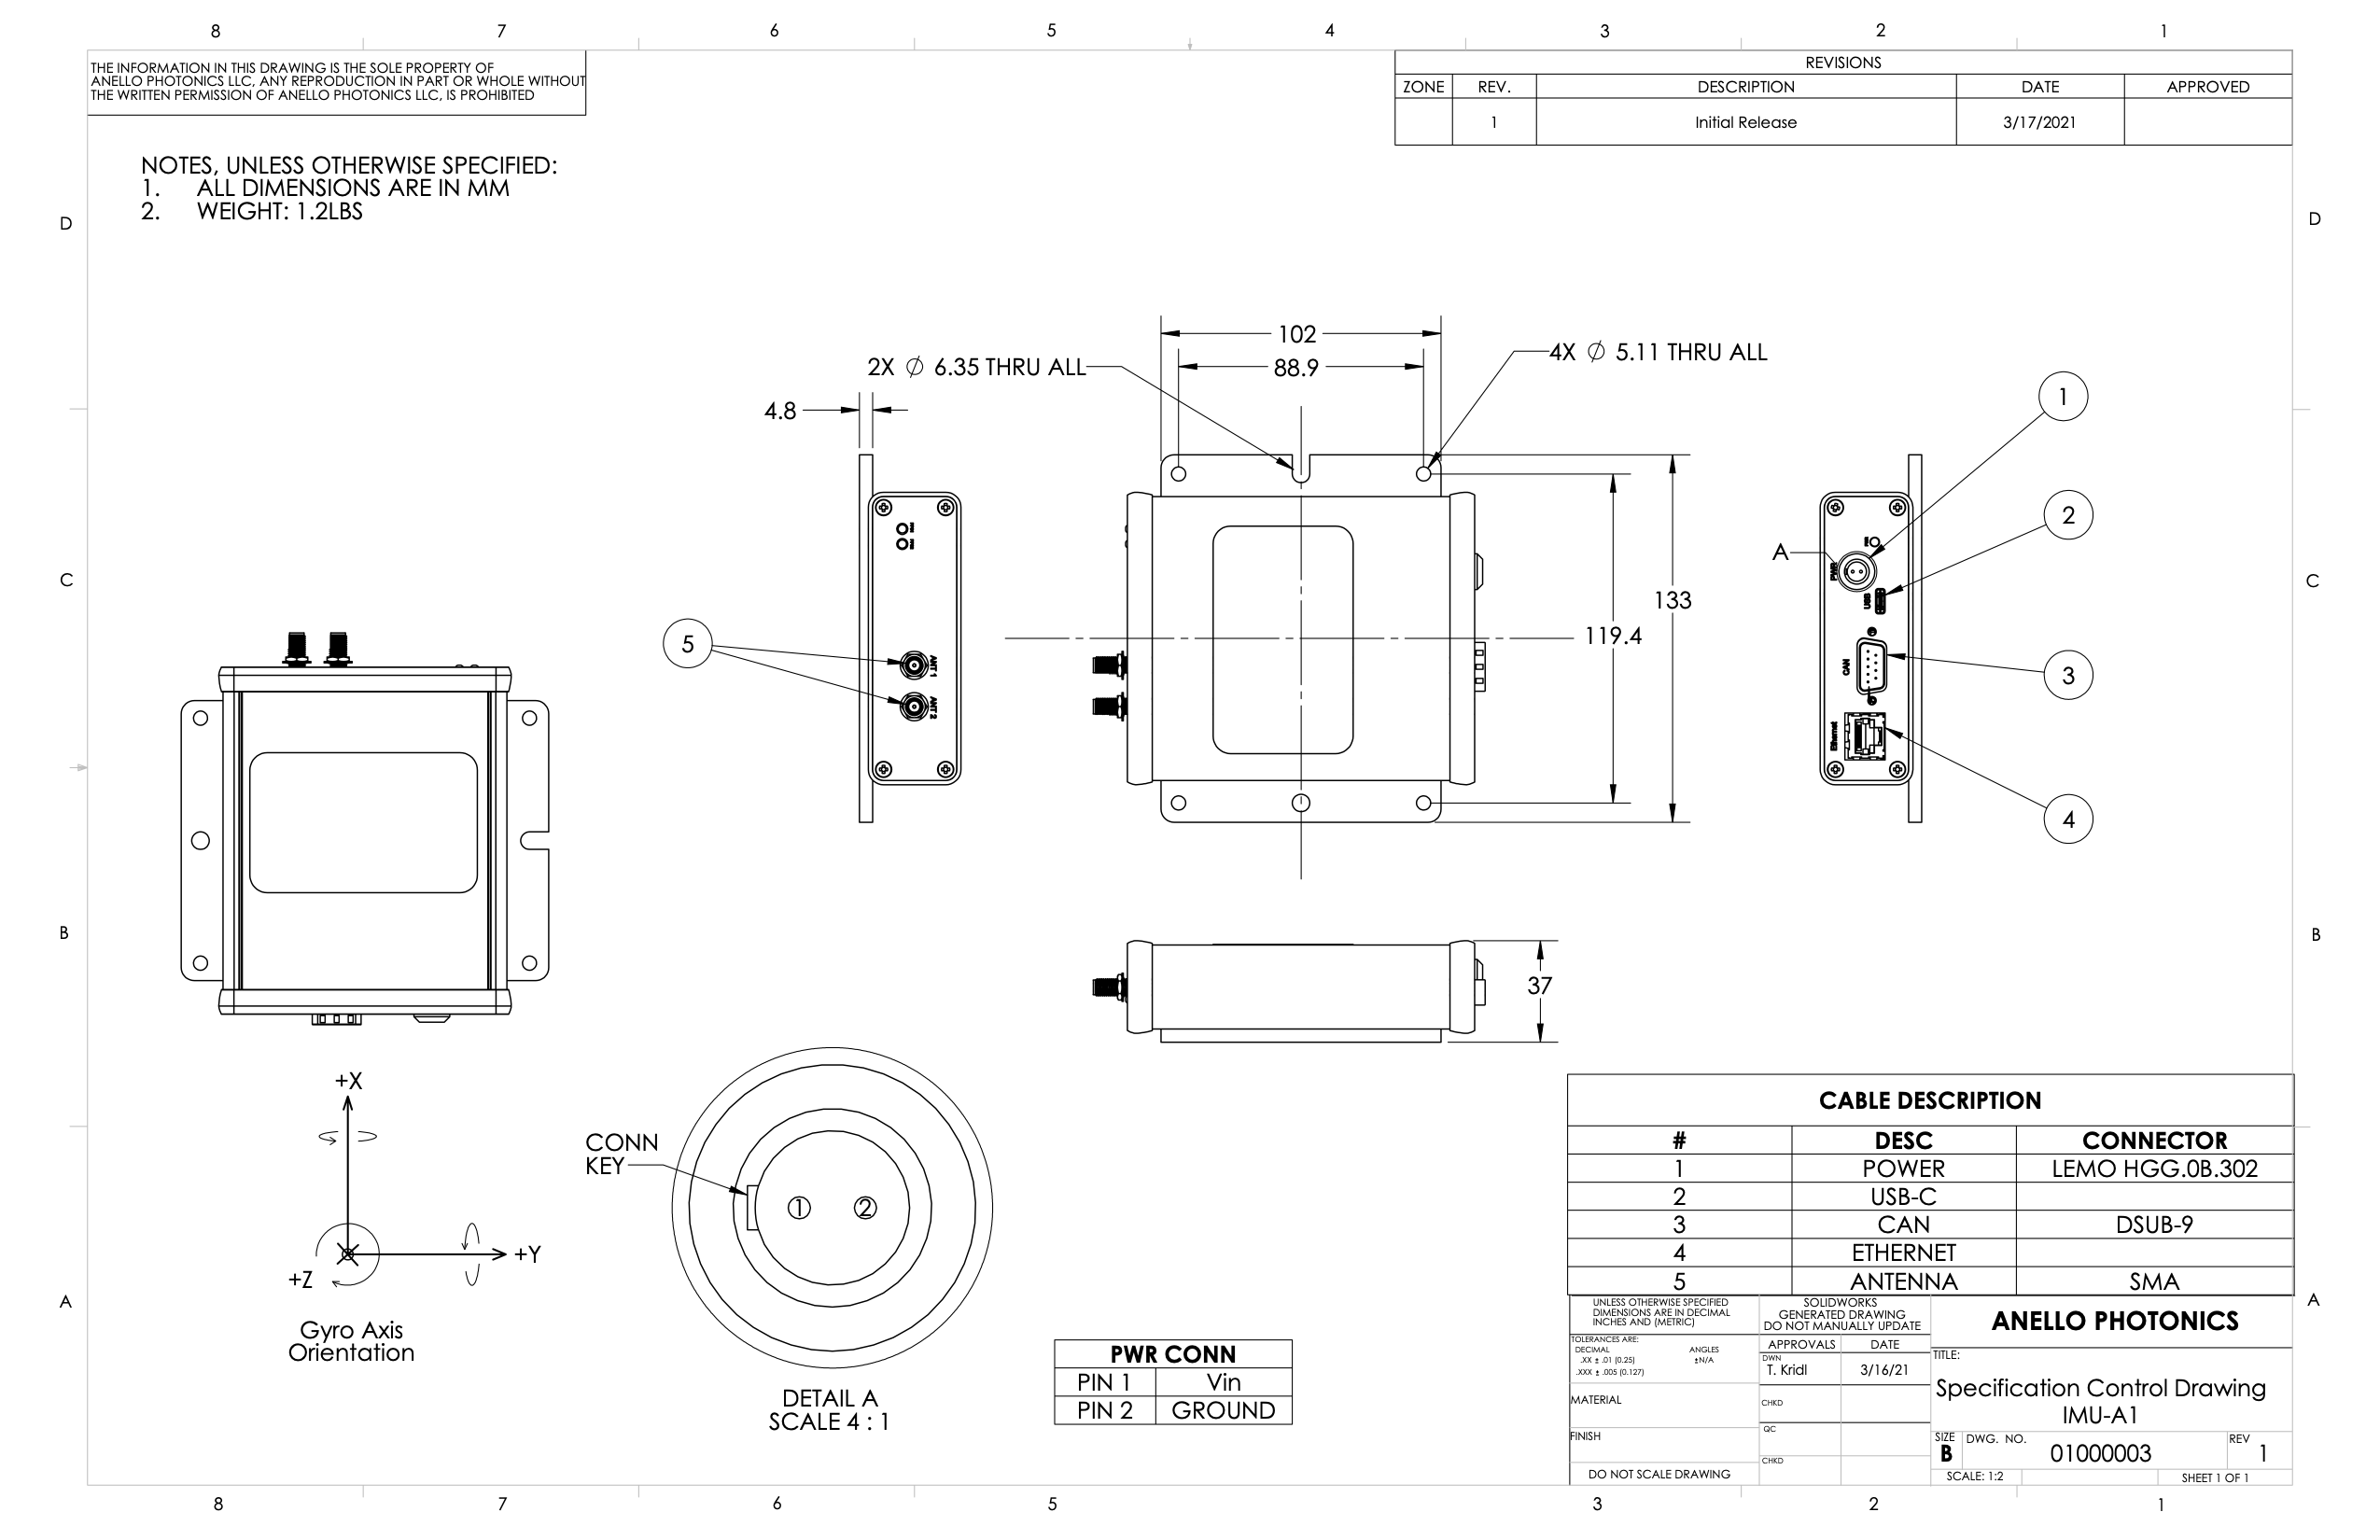 8 7 6 5 4 3 2 1
THE INFORMATION IN THIS DRAWING IS THE SOLE PROPERTY OF
ANELLO PHOTONICS LLC, ANY REPRODUCTION IN PART OR WHOLE WITHOUT
THE WRITTEN PERMISSION OF ANELLO PHOTONICS LLC, IS PROHIBITED
REVISIONS
ZONE REV. DESCRIPTION DATE APPROVED
1 Initial Release 3/17/2021
NOTES, UNLESS OTHERWISE SPECIFIED:
1. ALL DIMENSIONS ARE IN MM
2. WEIGHT: 1.2LBS
D D
102
2X Ø 6.35 THRU ALL
88.9
4X Ø 5.11 THRU ALL
4.8
1
2
A
PWR
USB
C C
133
119.4
5
ANT 1
ANT 2
CAN
3
Ethernet
4
B B
37
+X
+Y
+Z
Gyro Axis
Orientation
CONN
KEY
1 2
DETAIL A
SCALE 4 : 1
PWR CONN
PIN 1 Vin
PIN 2 GROUND
CABLE DESCRIPTION
# DESC CONNECTOR
1 POWER LEMO HGG.0B.302
2 USB-C
3 CAN DSUB-9
4 ETHERNET
5 ANTENNA SMA
A A
UNLESS OTHERWISE SPECIFIED
DIMENSIONS ARE IN DECIMAL
INCHES AND (METRIC)
TOLERANCES ARE:
DECIMAL ANGLES
.XX ± .01 (0.25) ±N/A
.XXX ± .005 (0.127)
MATERIAL
FINISH
DO NOT SCALE DRAWING
SOLIDWORKS
GENERATED DRAWING
DO NOT MANUALLY UPDATE
APPROVALS DATE
DWN
T. Kridl 3/16/21
CHKD
QC
CHKD
ANELLO PHOTONICS
TITLE:
Specification Control Drawing
IMU-A1
SIZE DWG. NO. REV
B 01000003 1
SCALE: 1:2 SHEET 1 OF 1
8 7 6 5 3 2 1